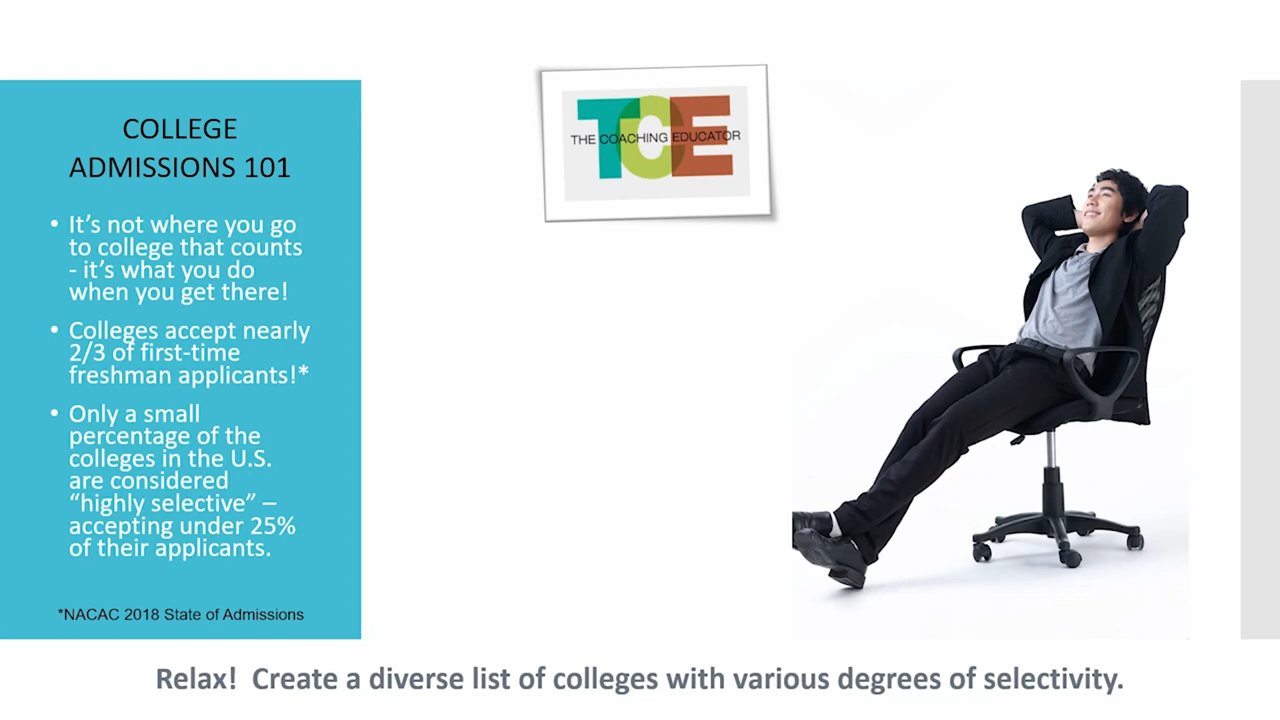 COLLEGE
ADMISSIONS 101
• It’s not where you go
to college that counts
- it’s what you do
when you get there!
• Colleges accept nearly
2/3 of first-time
freshman applicants!*
• Only a small
percentage of the
colleges in the U.S.
are considered
“highly selective” –
accepting under 25%
of their applicants.
*NACAC 2018 State of Admissions
TCE
THE COACHING EDUCATOR
Relax!  Create a diverse list of colleges with various degrees of selectivity.